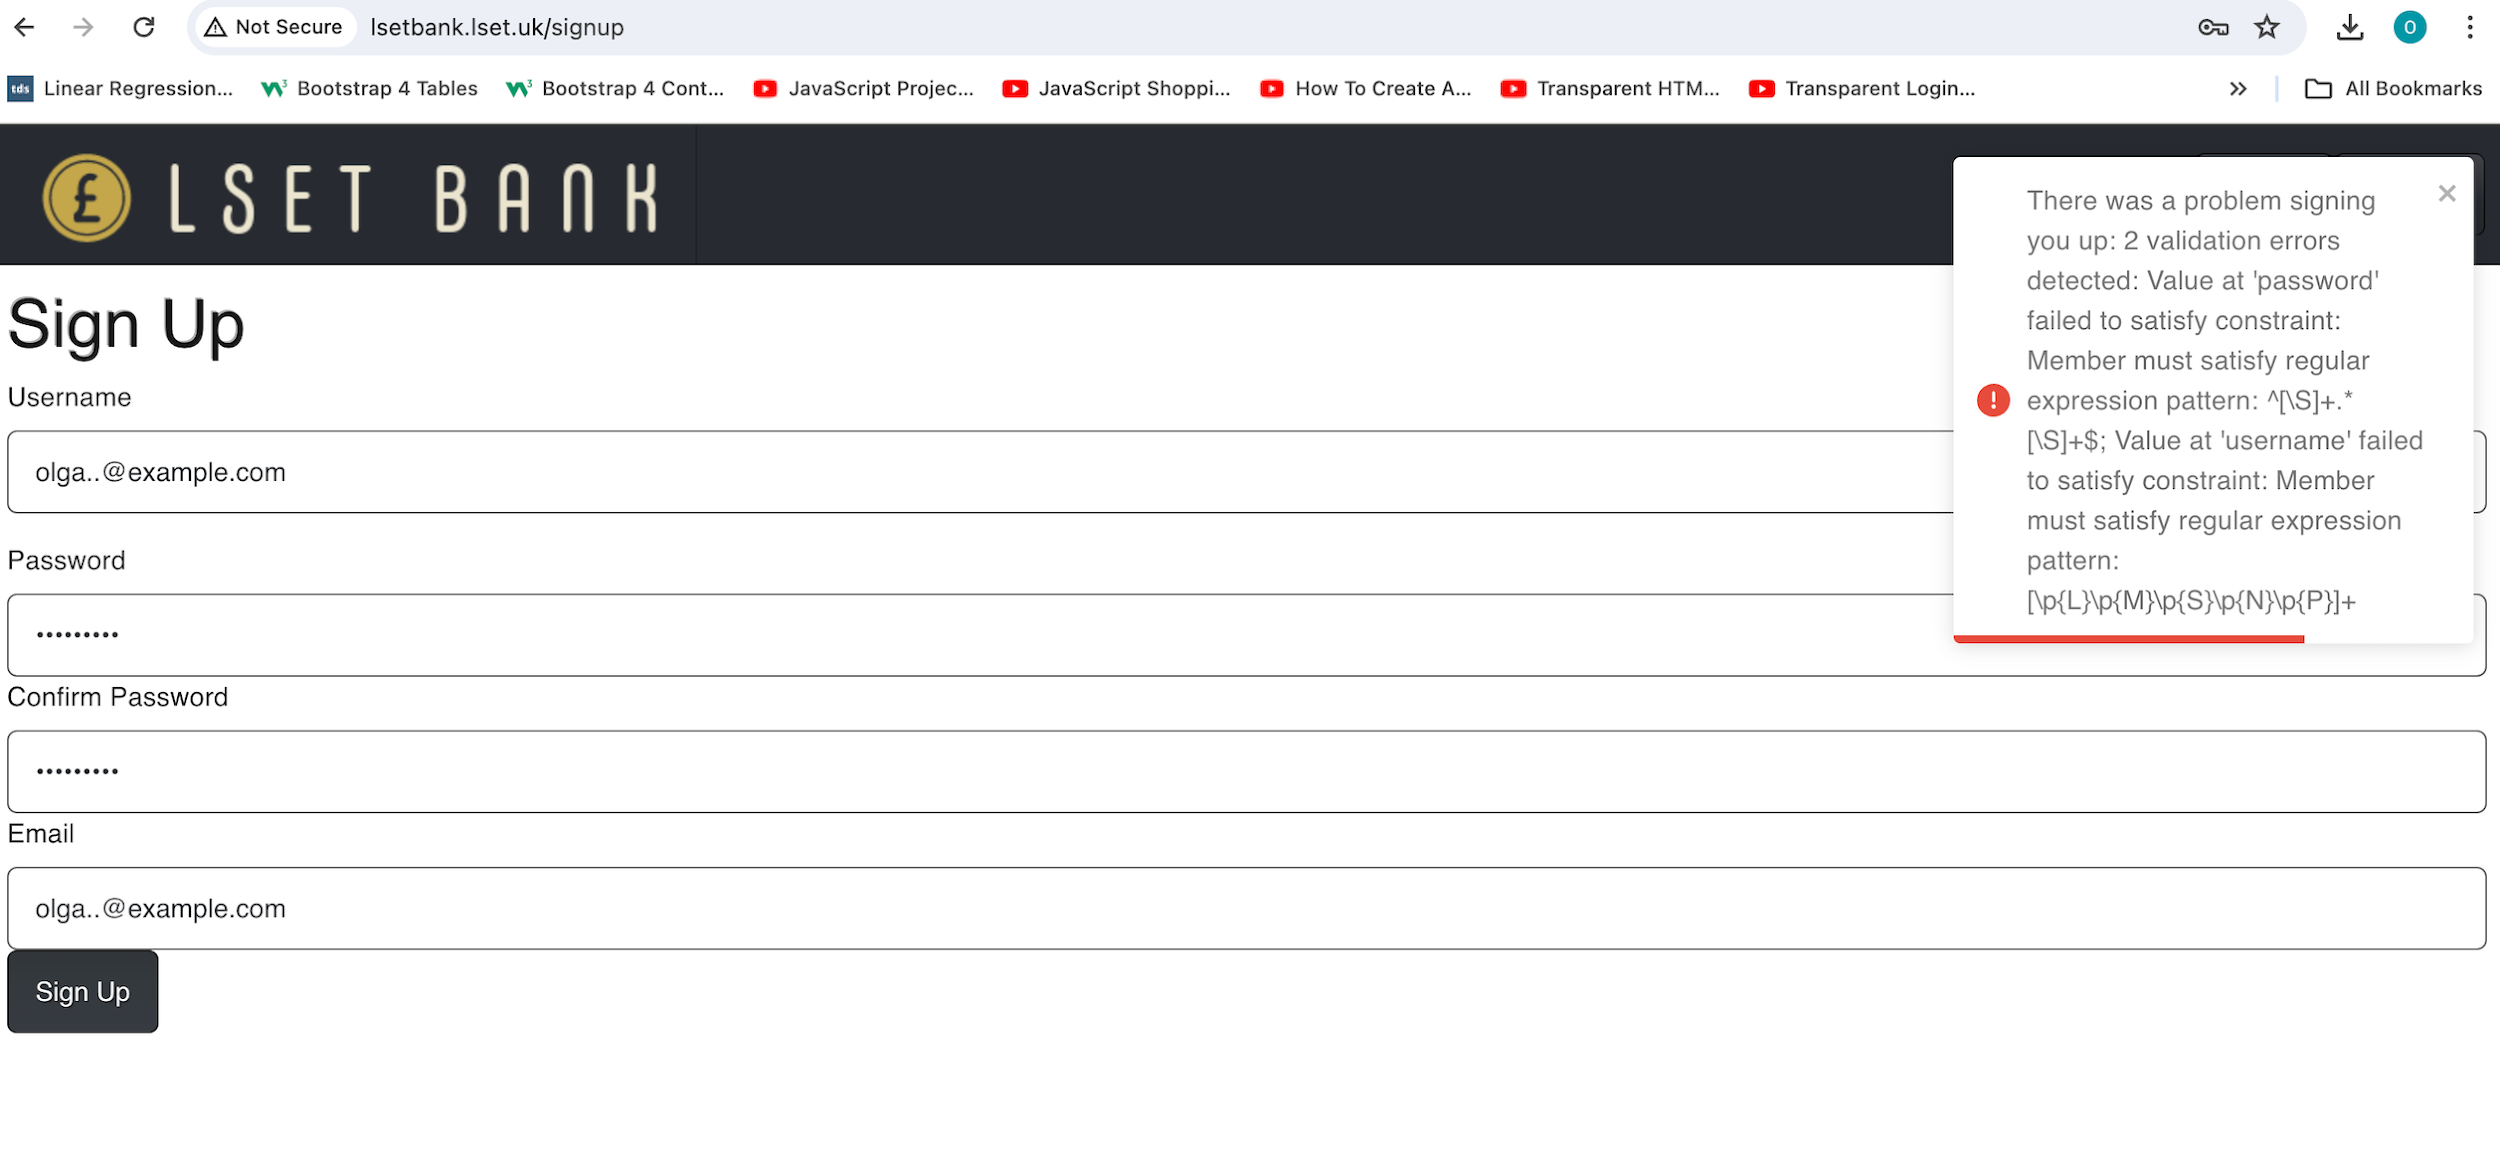 Not Secure
lsetbank.lset.uk/signup
O
tds
Linear Regression...
Bootstrap 4 Tables
Bootstrap 4 Cont...
JavaScript Projec...
JavaScript Shoppi...
How To Create A...
Transparent HTM...
Transparent Login...
All Bookmarks
£ LSET BANK
There was a problem signing
you up: 2 validation errors
detected: Value at 'password'
failed to satisfy constraint:
Member must satisfy regular
expression pattern: ^[\S]+.*
[\S]+$; Value at 'username' failed
to satisfy constraint: Member
must satisfy regular expression
pattern:
[\p{L}\p{M}\p{S}\p{N}\p{P}]+
Sign Up
Username
olga..@example.com
Password
•••••••••
Confirm Password
•••••••••
Email
olga..@example.com
Sign Up